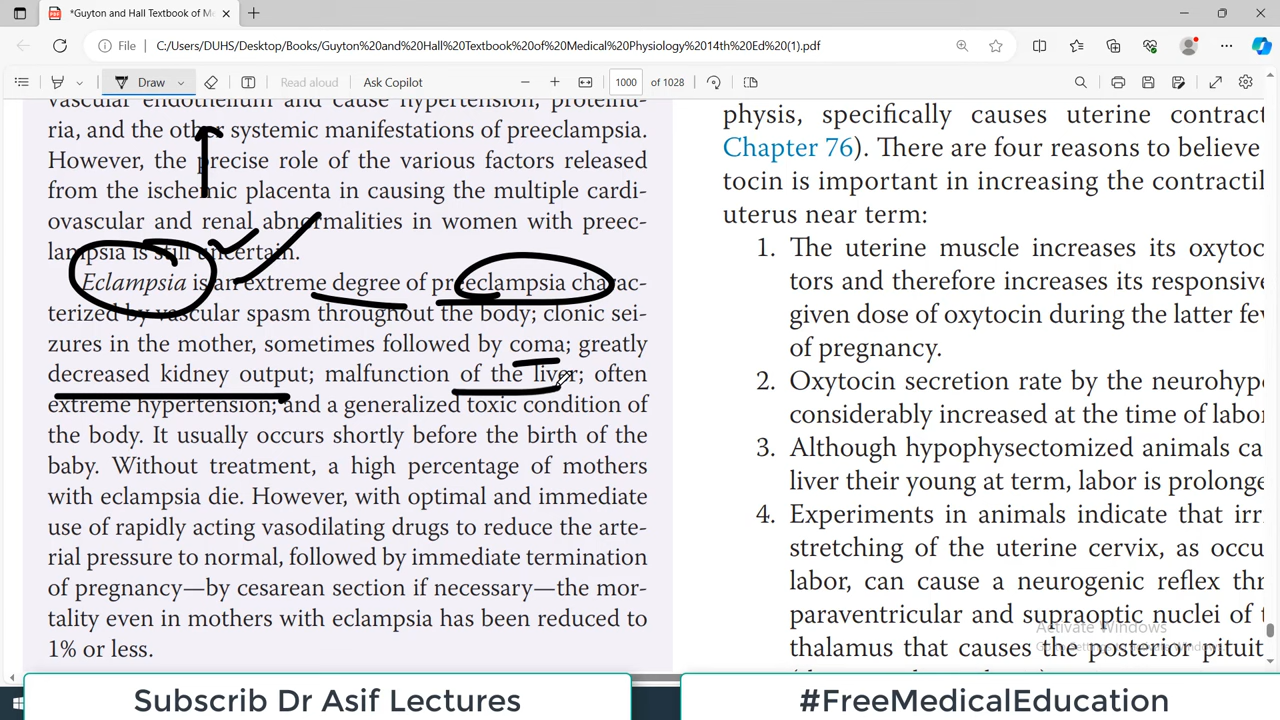 *Guyton and Hall Textbook of Me
File
C:/Users/DUHS/Desktop/Books/Guyton%20and%20Hall%20Textbook%20of%20Medical%20Physiology%2014th%20Ed%20(1).pdf
Draw
Read aloud
Ask Copilot
1000 of 1028
vascular endothelium and cause hypertension, proteinu-
ria, and the other systemic manifestations of preeclampsia.
However, the precise role of the various factors released
from the ischemic placenta in causing the multiple cardi-
ovascular and renal abnormalities in women with preec-
lampsia is still uncertain.
Eclampsia is an extreme degree of preeclampsia charac-
terized by vascular spasm throughout the body; clonic sei-
zures in the mother, sometimes followed by coma; greatly
decreased kidney output; malfunction of the liver; often
extreme hypertension; and a generalized toxic condition of
the body. It usually occurs shortly before the birth of the
baby. Without treatment, a high percentage of mothers
with eclampsia die. However, with optimal and immediate
use of rapidly acting vasodilating drugs to reduce the arte-
rial pressure to normal, followed by immediate termination
of pregnancy—by cesarean section if necessary—the mor-
tality even in mothers with eclampsia has been reduced to
1% or less.
physis, specifically causes uterine contract
Chapter 76). There are four reasons to believe
tocin is important in increasing the contractil
uterus near term:
1. The uterine muscle increases its oxytoc
tors and therefore increases its responsive
given dose of oxytocin during the latter fe
of pregnancy.
2. Oxytocin secretion rate by the neurohyp
considerably increased at the time of labo
3. Although hypophysectomized animals ca
liver their young at term, labor is prolonge
4. Experiments in animals indicate that irr
stretching of the uterine cervix, as occu
labor, can cause a neurogenic reflex thr
paraventricular and supraoptic nuclei of
thalamus that causes the posterior pituit
Activate Windows
Subscrib Dr Asif Lectures
#FreeMedicalEducation